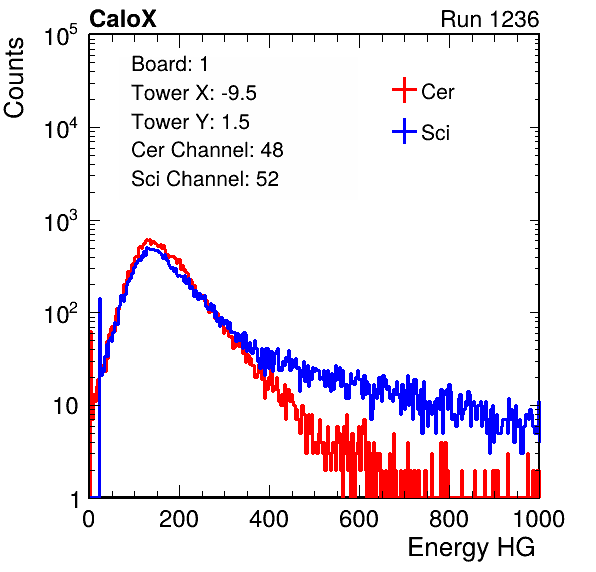 CaloX Run 1236
Counts
Board: 1
Tower X: -9.5
Tower Y: 1.5
Cer Channel: 48
Sci Channel: 52
Cer
Sci
10^5
10^4
10^3
10^2
10
1
0 200 400 600 800 1000
Energy HG